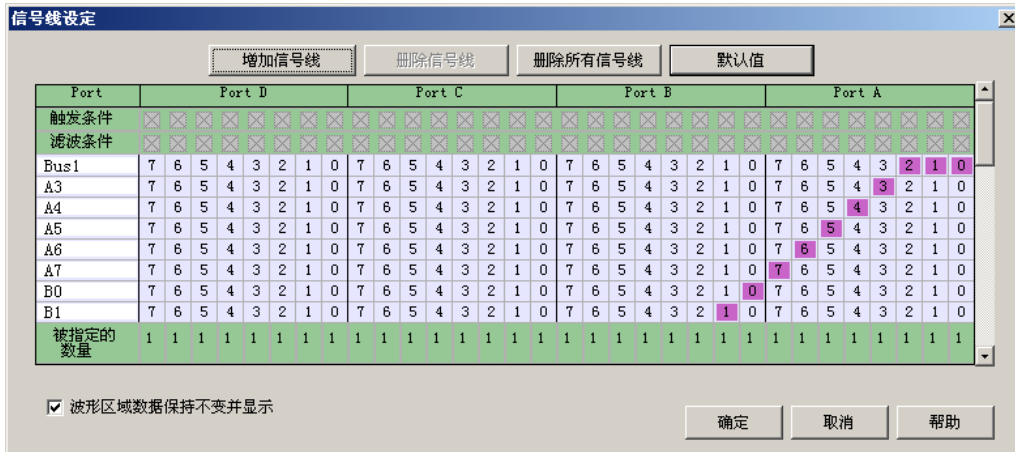 信号线设定
增加信号线 删除信号线 删除所有信号线 默认值
Port Port D Port C Port B Port A
触发条件
滤波条件
Bus1 7 6 5 4 3 2 1 0 7 6 5 4 3 2 1 0 7 6 5 4 3 2 1 0 7 6 5 4 3 2 1 0
A3 7 6 5 4 3 2 1 0 7 6 5 4 3 2 1 0 7 6 5 4 3 2 1 0 7 6 5 4 3 2 1 0
A4 7 6 5 4 3 2 1 0 7 6 5 4 3 2 1 0 7 6 5 4 3 2 1 0 7 6 5 4 3 2 1 0
A5 7 6 5 4 3 2 1 0 7 6 5 4 3 2 1 0 7 6 5 4 3 2 1 0 7 6 5 4 3 2 1 0
A6 7 6 5 4 3 2 1 0 7 6 5 4 3 2 1 0 7 6 5 4 3 2 1 0 7 6 5 4 3 2 1 0
A7 7 6 5 4 3 2 1 0 7 6 5 4 3 2 1 0 7 6 5 4 3 2 1 0 7 6 5 4 3 2 1 0
B0 7 6 5 4 3 2 1 0 7 6 5 4 3 2 1 0 7 6 5 4 3 2 1 0 7 6 5 4 3 2 1 0
B1 7 6 5 4 3 2 1 0 7 6 5 4 3 2 1 0 7 6 5 4 3 2 1 0 7 6 5 4 3 2 1 0
被指定的
数量 1 1 1 1 1 1 1 1 1 1 1 1 1 1 1 1 1 1 1 1 1 1 1 1 1 1 1 1 1 1 1 1
波形区域数据保持不变并显示
确定 取消 帮助